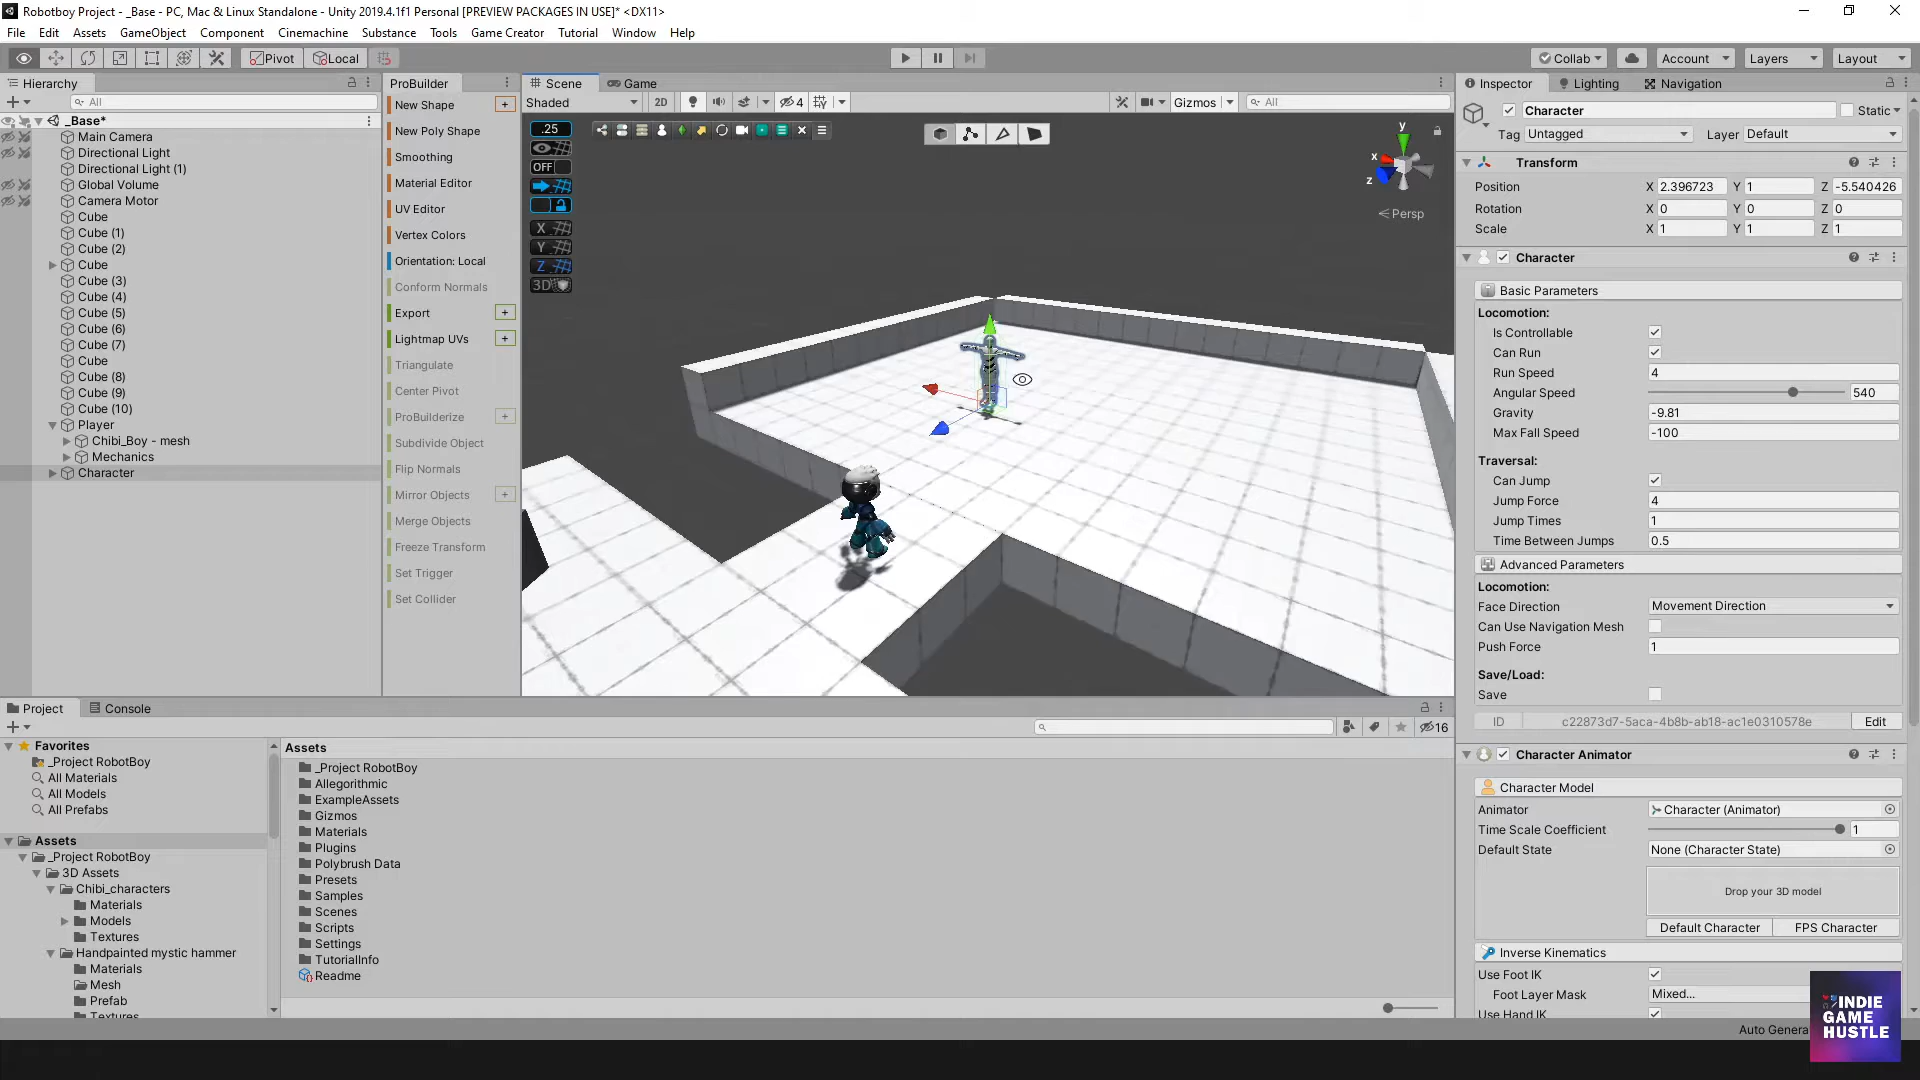 Robotboy Project - _Base - PC, Mac & Linux Standalone - Unity 2019.4.1f1 Personal [PREVIEW PACKAGES IN USE]* <DX11>
File Edit Assets GameObject Component Cinemachine Substance Tools Game Creator Tutorial Window Help
Pivot Local Collab Account Layers Layout
Hierarchy
All
_Base*
Main Camera
Directional Light
Directional Light (1)
Global Volume
Camera Motor
Cube
Cube (1)
Cube (2)
Cube
Cube (3)
Cube (4)
Cube (5)
Cube (6)
Cube (7)
Cube
Cube (8)
Cube (9)
Cube (10)
Player
Chibi_Boy - mesh
Mechanics
Character
ProBuilder
New Shape +
New Poly Shape
Smoothing
Material Editor
UV Editor
Vertex Colors
Orientation: Local
Conform Normals
Export +
Lightmap UVs +
Triangulate
Center Pivot
ProBuilderize +
Subdivide Object
Flip Normals
Mirror Objects +
Merge Objects
Freeze Transform
Set Trigger
Set Collider
Scene Game
Shaded 2D 4 Gizmos All
.25
OFF
X
Y
Z
3D
y
x
z
Persp
Inspector Lighting Navigation
Character Static
Tag Untagged Layer Default
Transform
Position X 2.396723 Y 1 Z -5.540426
Rotation X 0 Y 0 Z 0
Scale X 1 Y 1 Z 1
Character
Basic Parameters
Locomotion:
Is Controllable
Can Run
Run Speed 4
Angular Speed 540
Gravity -9.81
Max Fall Speed -100
Traversal:
Can Jump
Jump Force 4
Jump Times 1
Time Between Jumps 0.5
Advanced Parameters
Locomotion:
Face Direction Movement Direction
Can Use Navigation Mesh
Push Force 1
Save/Load:
Save
ID c22873d7-5aca-4b8b-ab18-ac1e0310578e Edit
Character Animator
Character Model
Animator Character (Animator)
Time Scale Coefficient 1
Default State None (Character State)
Drop your 3D model
Default Character FPS Character
Inverse Kinematics
Use Foot IK
Foot Layer Mask Mixed...
Use Hand IK
Project Console
16
Favorites
_Project RobotBoy
All Materials
All Models
All Prefabs
Assets
_Project RobotBoy
3D Assets
Chibi_characters
Materials
Models
Textures
Handpainted mystic hammer
Materials
Mesh
Prefab
Textures
Assets
_Project RobotBoy
Allegorithmic
ExampleAssets
Gizmos
Materials
Plugins
Polybrush Data
Presets
Samples
Scenes
Scripts
Settings
TutorialInfo
Readme
Auto Genera
INDIE
GAME
HUSTLE